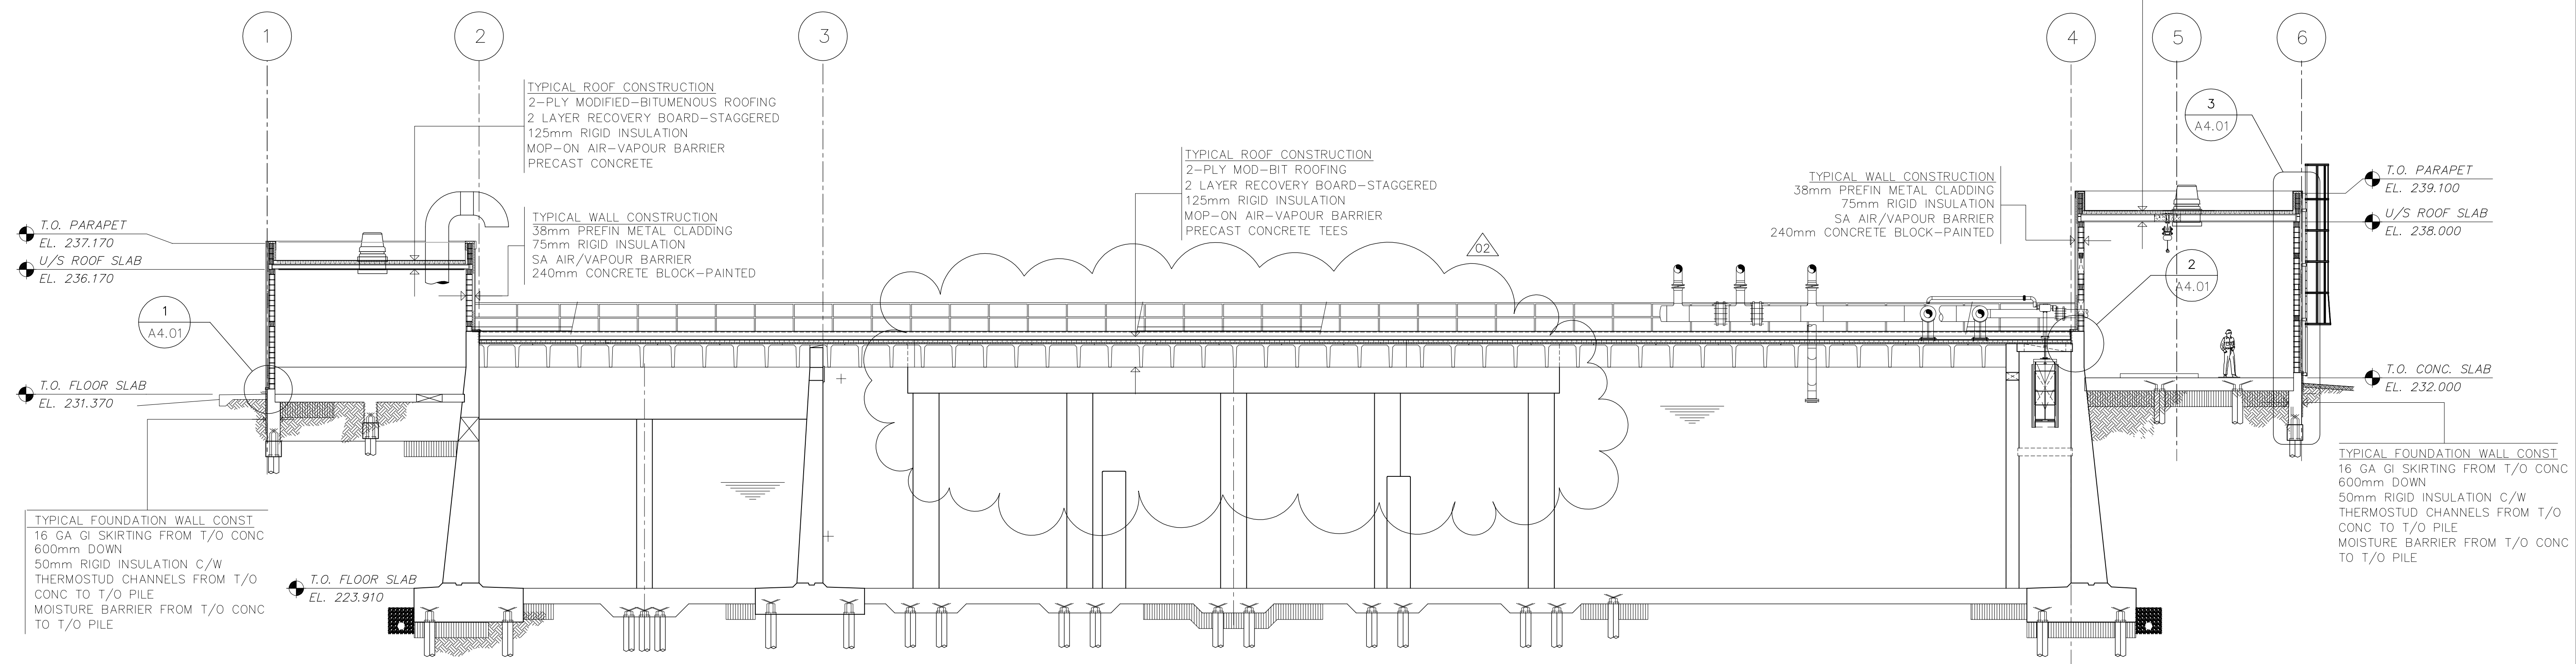 1
2
3
4
5
6
TYPICAL ROOF CONSTRUCTION
2-PLY MODIFIED-BITUMENOUS ROOFING
2 LAYER RECOVERY BOARD-STAGGERED
125mm RIGID INSULATION
MOP-ON AIR-VAPOUR BARRIER
PRECAST CONCRETE
TYPICAL WALL CONSTRUCTION
38mm PREFIN METAL CLADDING
75mm RIGID INSULATION
SA AIR/VAPOUR BARRIER
240mm CONCRETE BLOCK-PAINTED
TYPICAL ROOF CONSTRUCTION
2-PLY MOD-BIT ROOFING
2 LAYER RECOVERY BOARD-STAGGERED
125mm RIGID INSULATION
MOP-ON AIR-VAPOUR BARRIER
PRECAST CONCRETE TEES
02
TYPICAL WALL CONSTRUCTION
38mm PREFIN METAL CLADDING
75mm RIGID INSULATION
SA AIR/VAPOUR BARRIER
240mm CONCRETE BLOCK-PAINTED
3
A4.01
2
A4.01
T.O. PARAPET
EL. 239.100
U/S ROOF SLAB
EL. 238.000
T.O. CONC. SLAB
EL. 232.000
T.O. PARAPET
EL. 237.170
U/S ROOF SLAB
EL. 236.170
1
A4.01
T.O. FLOOR SLAB
EL. 231.370
TYPICAL FOUNDATION WALL CONST
16 GA GI SKIRTING FROM T/O CONC
600mm DOWN
50mm RIGID INSULATION C/W
THERMOSTUD CHANNELS FROM T/O
CONC TO T/O PILE
MOISTURE BARRIER FROM T/O CONC
TO T/O PILE
T.O. FLOOR SLAB
EL. 223.910
TYPICAL FOUNDATION WALL CONST
16 GA GI SKIRTING FROM T/O CONC
600mm DOWN
50mm RIGID INSULATION C/W
THERMOSTUD CHANNELS FROM T/O
CONC TO T/O PILE
MOISTURE BARRIER FROM T/O CONC
TO T/O PILE